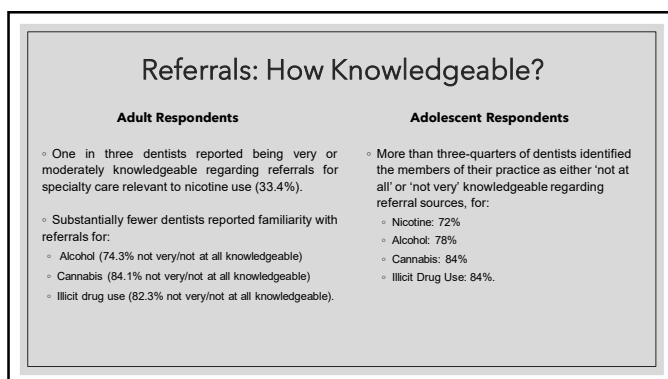 Referrals: How Knowledgeable?
Adult Respondents
◦ One in three dentists reported being very or
moderately knowledgeable regarding referrals for
specialty care relevant to nicotine use (33.4%).
◦ Substantially fewer dentists reported familiarity with
referrals for:
◦ Alcohol (74.3% not very/not at all knowledgeable)
◦ Cannabis (84.1% not very/not at all knowledgeable)
◦ Illicit drug use (82.3% not very/not at all knowledgeable).
Adolescent Respondents
◦ More than three-quarters of dentists identified
the members of their practice as either ‘not at
all’ or ‘not very’ knowledgeable regarding
referral sources, for:
◦ Nicotine: 72%
◦ Alcohol: 78%
◦ Cannabis: 84%
◦ Illicit Drug Use: 84%.